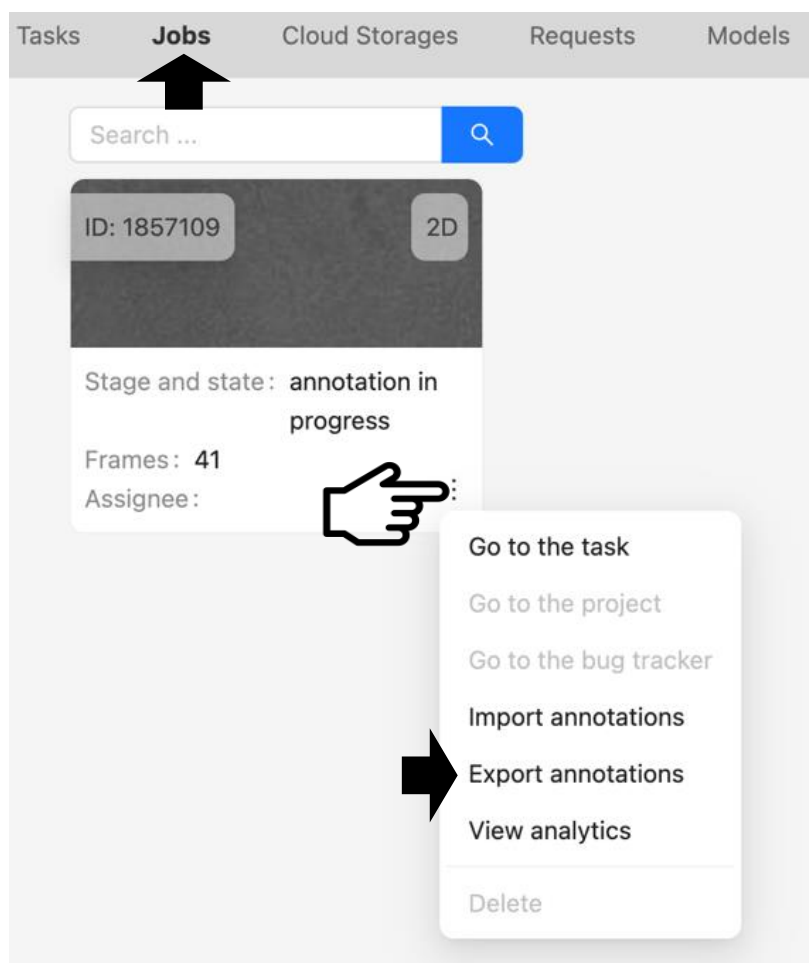 Tasks Jobs Cloud Storages Requests Models
Search ...
ID: 1857109 2D
Stage and state: annotation in
progress
Frames: 41
Assignee:
Go to the task
Go to the project
Go to the bug tracker
Import annotations
Export annotations
View analytics
Delete